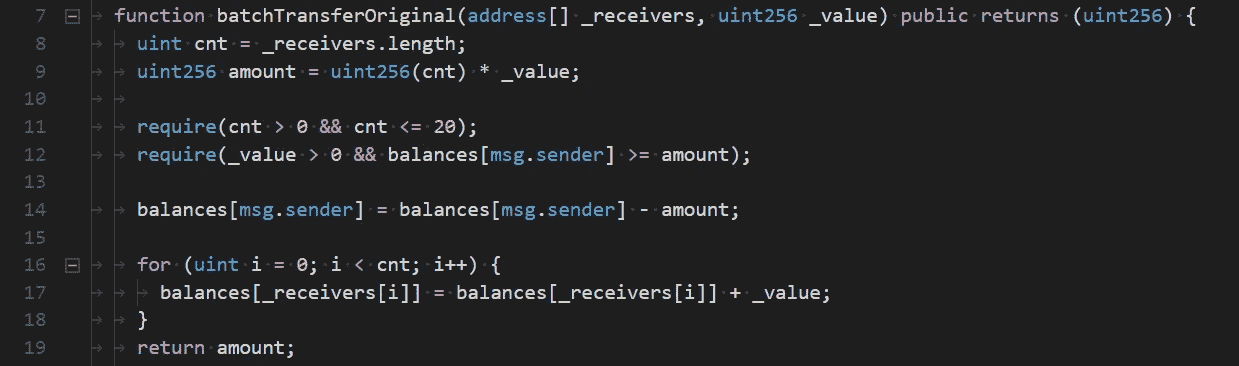 7 function batchTransferOriginal(address[] _receivers, uint256 _value) public returns (uint256) {
8 uint cnt = _receivers.length;
9 uint256 amount = uint256(cnt) * _value;
10
11 require(cnt > 0 && cnt <= 20);
12 require(_value > 0 && balances[msg.sender] >= amount);
13
14 balances[msg.sender] = balances[msg.sender] - amount;
15
16 for (uint i = 0; i < cnt; i++) {
17 balances[_receivers[i]] = balances[_receivers[i]] + _value;
18 }
19 return amount;